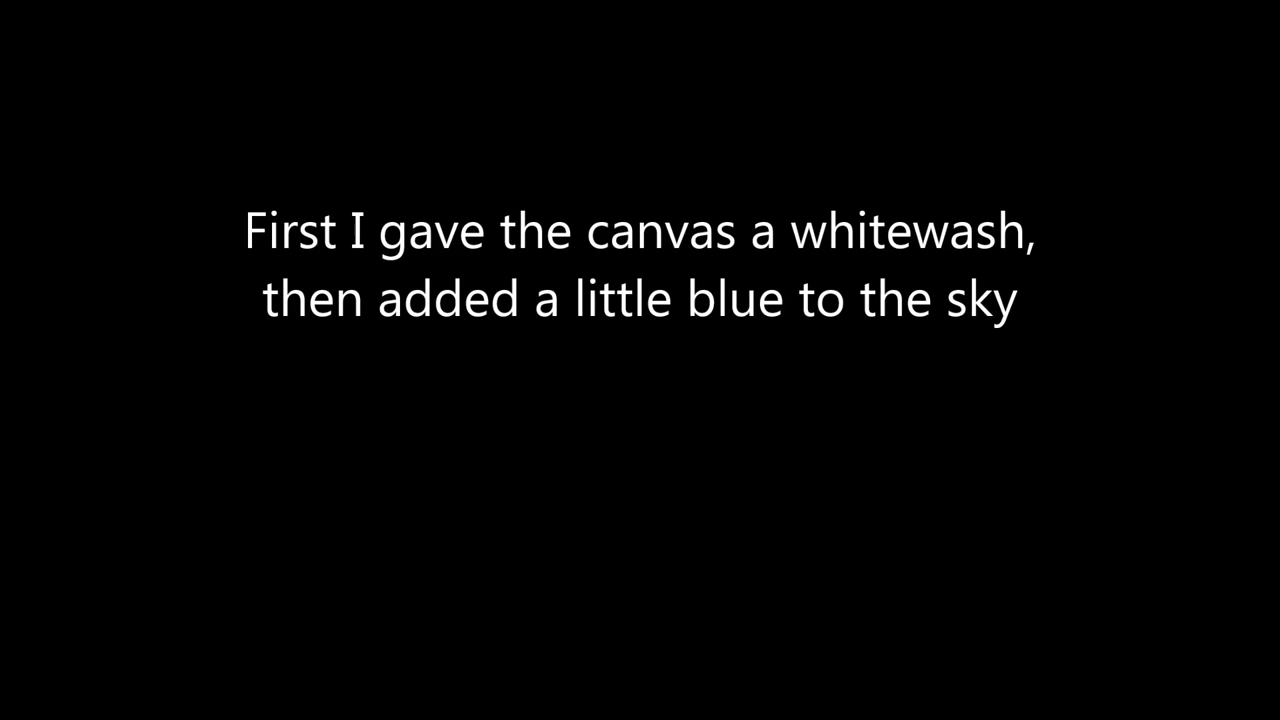 First I gave the canvas a whitewash,
then added a little blue to the sky